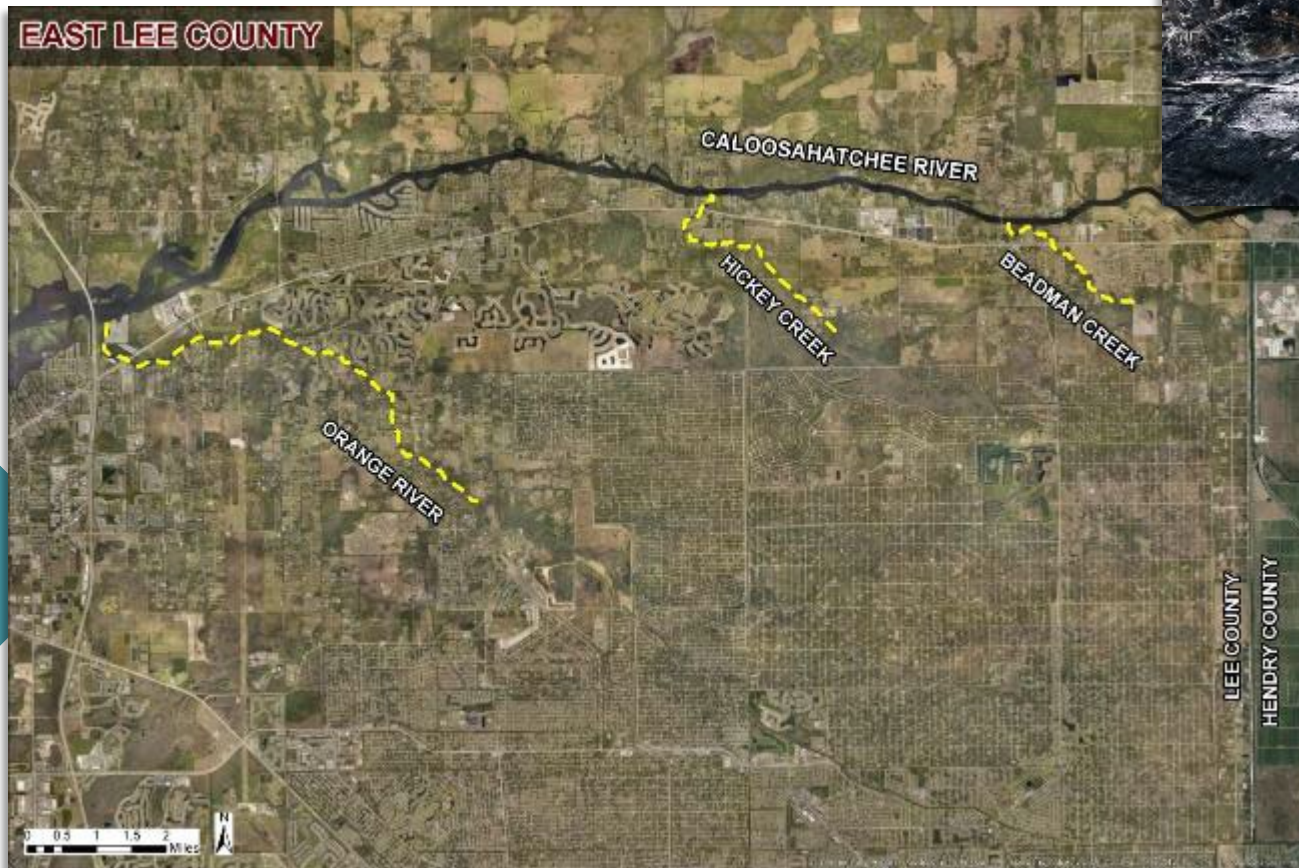 EAST LEE COUNTY
CALOOSAHATCHEE RIVER
HICKEY CREEK
BEADMAN CREEK
ORANGE RIVER
LEE COUNTY
HENDRY COUNTY
N
0 0.5 1 1.5 2
Miles